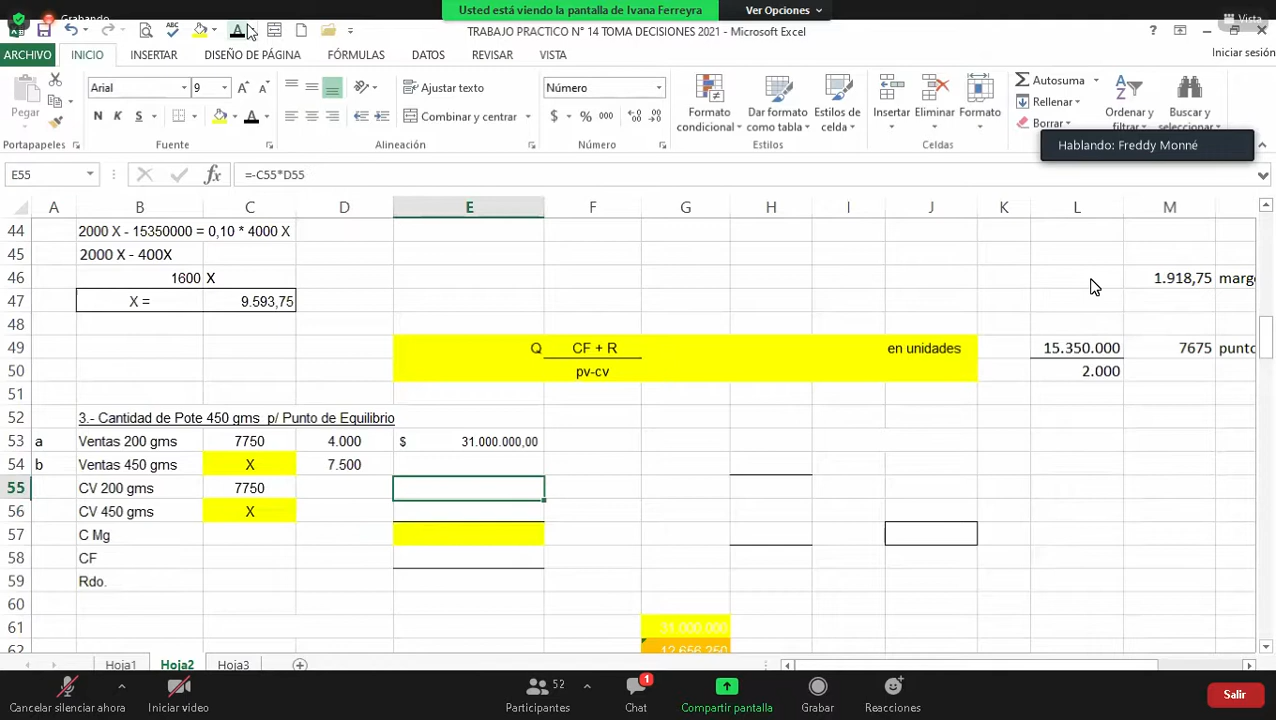 Grabando
Usted está viendo la pantalla de Ivana Ferreyra
Ver Opciones
Vista
TRABAJO PRACTICO N° 14 TOMA DECISIONES 2021 - Microsoft Excel
ARCHIVO INICIO INSERTAR DISEÑO DE PÁGINA FÓRMULAS DATOS REVISAR VISTA Iniciar sesión
Pegar
Arial 9
N K S
Ajustar texto
Combinar y centrar
Número
$ % 000
Formato condicional
Dar formato como tabla
Estilos de celda
Insertar Eliminar Formato
Autosuma
Rellenar
Borrar
Ordenar y filtrar
Buscar y seleccionar
Hablando: Freddy Monné
Portapapeles Fuente Alineación Número Estilos Celdas
E55 fx =-C55*D55
A B C D E F G H I J K L M
44 2000 X - 15350000 = 0,10 * 4000 X
45 2000 X - 400X
46 1600 X 1.918,75 marge
47 X = 9.593,75
48
49 Q CF + R en unidades 15.350.000 7675 punto
50 pv-cv 2.000
51
52 3.- Cantidad de Pote 450 gms p/ Punto de Equilibrio
53 a Ventas 200 gms 7750 4.000 $ 31.000.000,00
54 b Ventas 450 gms X 7.500
55 CV 200 gms 7750
56 CV 450 gms X
57 C Mg
58 CF
59 Rdo.
60
61 31.000.000
62 12.656.250
Hoja1 Hoja2 Hoja3
Cancelar silenciar ahora
Iniciar video
52
Participantes
1
Chat
Compartir pantalla
Grabar
Reacciones
Salir